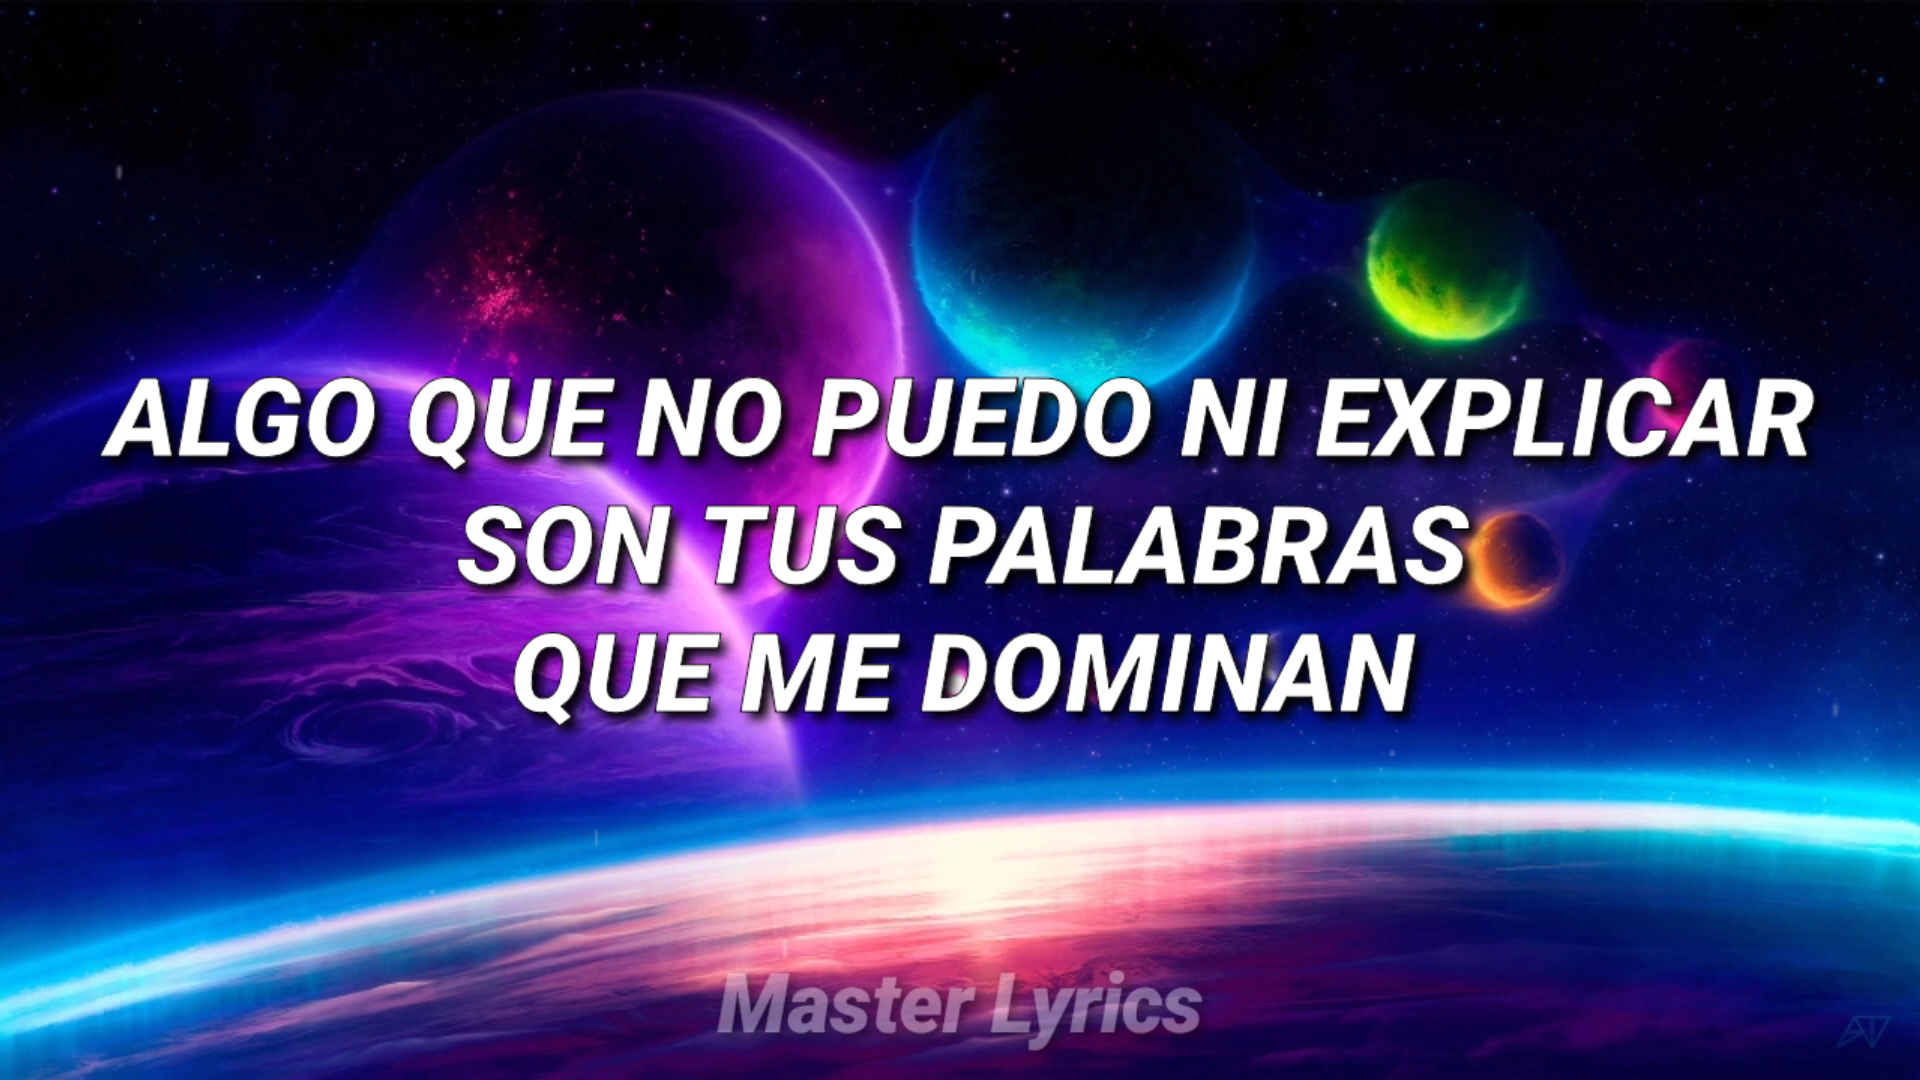 ALGO QUE NO PUEDO NI EXPLICAR
SON TUS PALABRAS
QUE ME DOMINAN
Master Lyrics